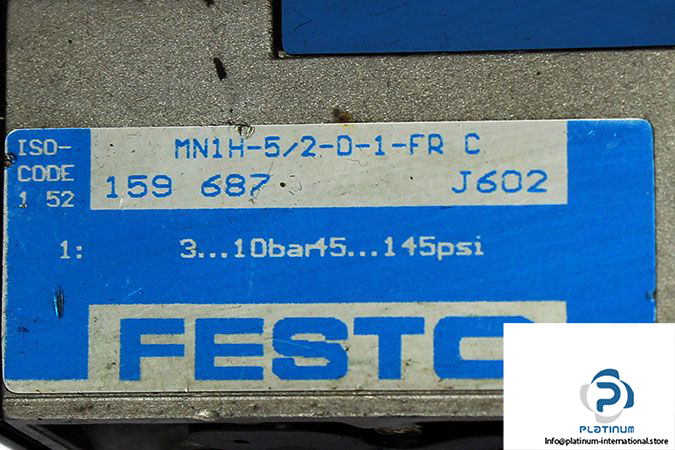 ISO-
CODE
1 52
MN1H-5/2-D-1-FR C
159 687 J602
1: 3...10bar45...145psi
FESTO
PLATINUM
Info@platinum-international.store